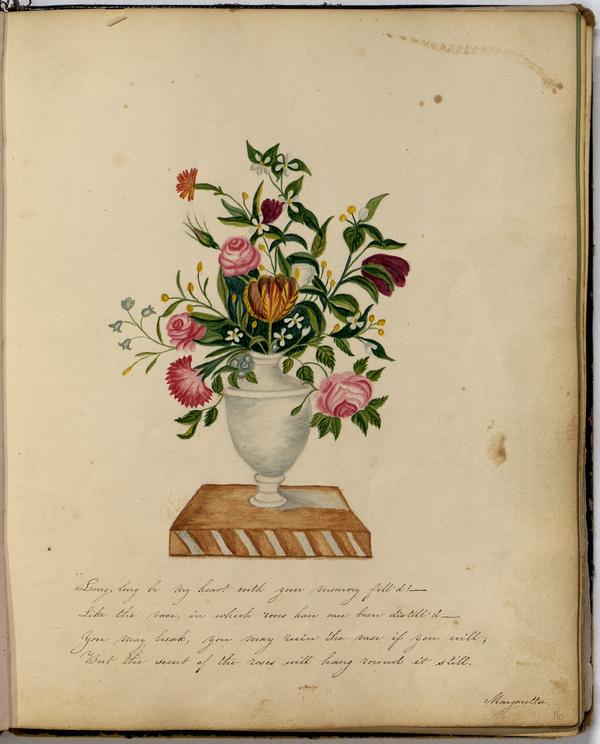 "Long, long be my heart with your memory fill'd!—
Like the vase, in which roses have once been distill'd—
You may break, you may ruin the vase if you will;
But the scent of the roses will hang round it still.
Margaretta.